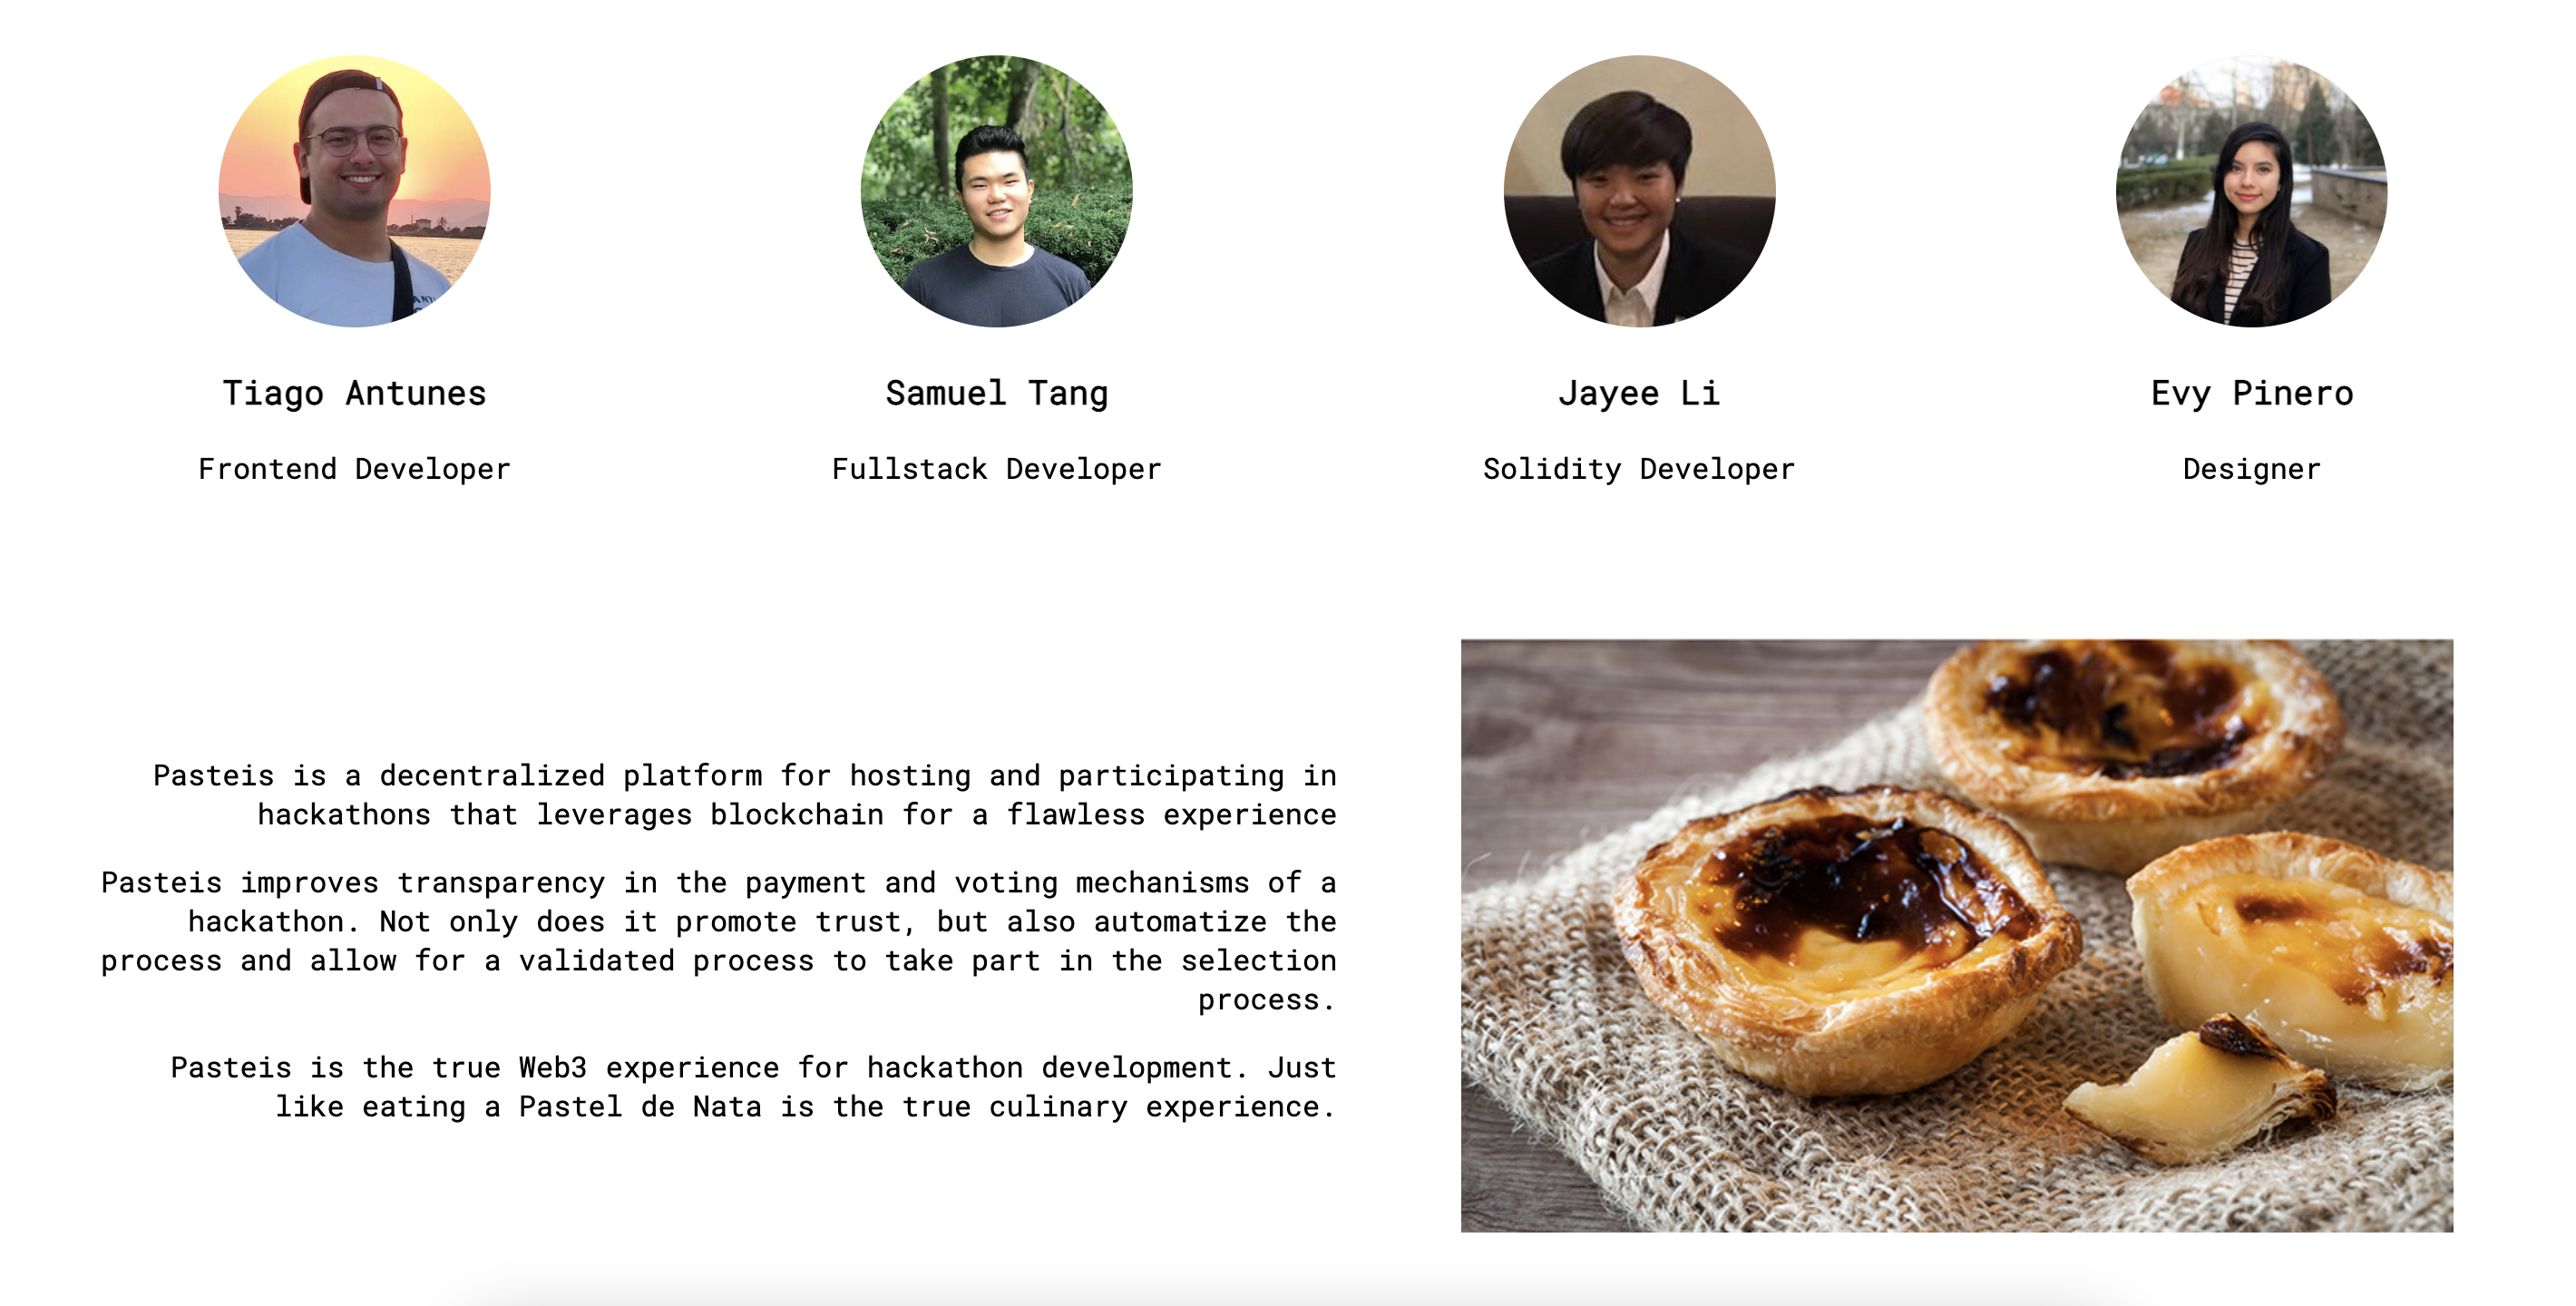 Tiago Antunes
Frontend Developer
Samuel Tang
Fullstack Developer
Jayee Li
Solidity Developer
Evy Pinero
Designer
Pasteis is a decentralized platform for hosting and participating in
hackathons that leverages blockchain for a flawless experience
Pasteis improves transparency in the payment and voting mechanisms of a
hackathon. Not only does it promote trust, but also automatize the
process and allow for a validated process to take part in the selection
process.
Pasteis is the true Web3 experience for hackathon development. Just
like eating a Pastel de Nata is the true culinary experience.